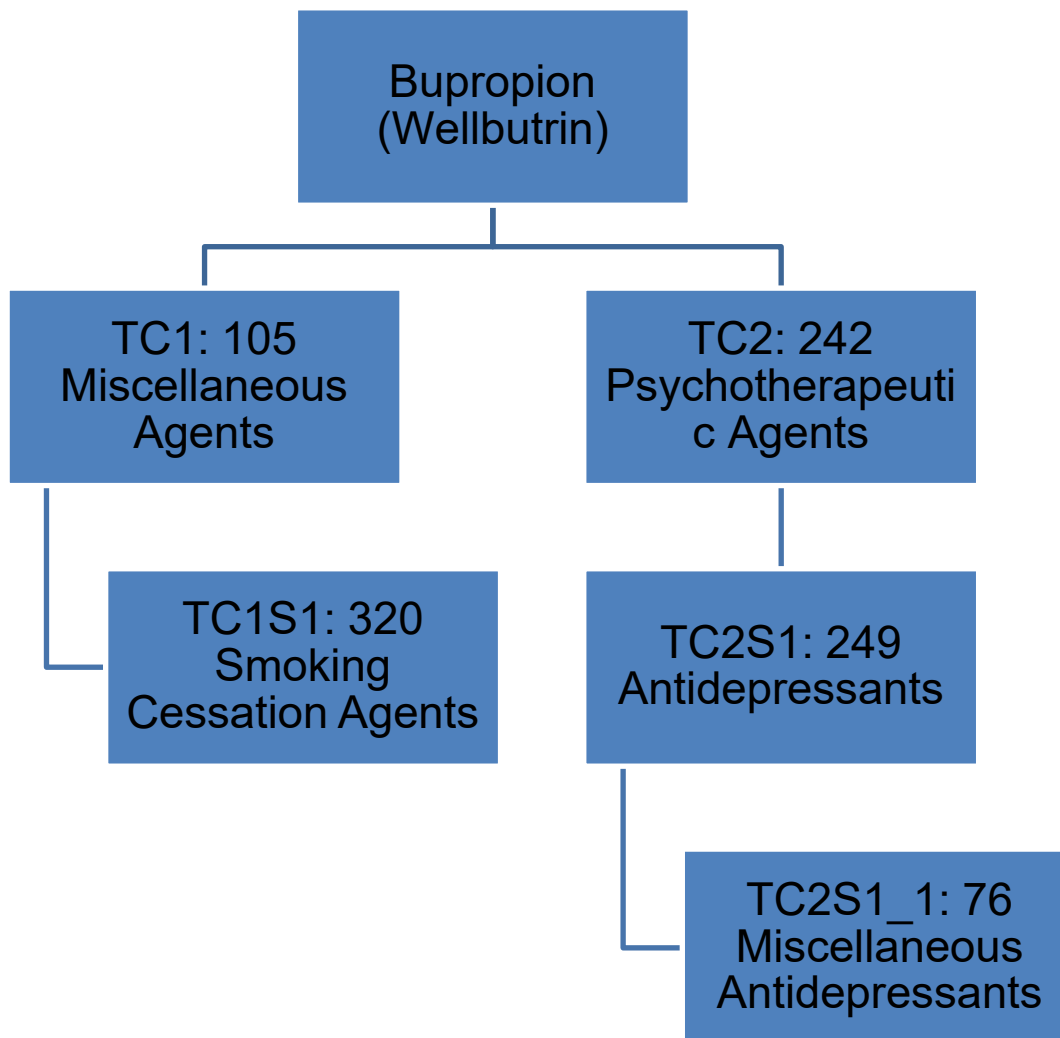 Bupropion
(Wellbutrin)
TC1: 105
Miscellaneous
Agents
TC2: 242
Psychotherapeuti
c Agents
TC1S1: 320
Smoking
Cessation Agents
TC2S1: 249
Antidepressants
TC2S1_1: 76
Miscellaneous
Antidepressants